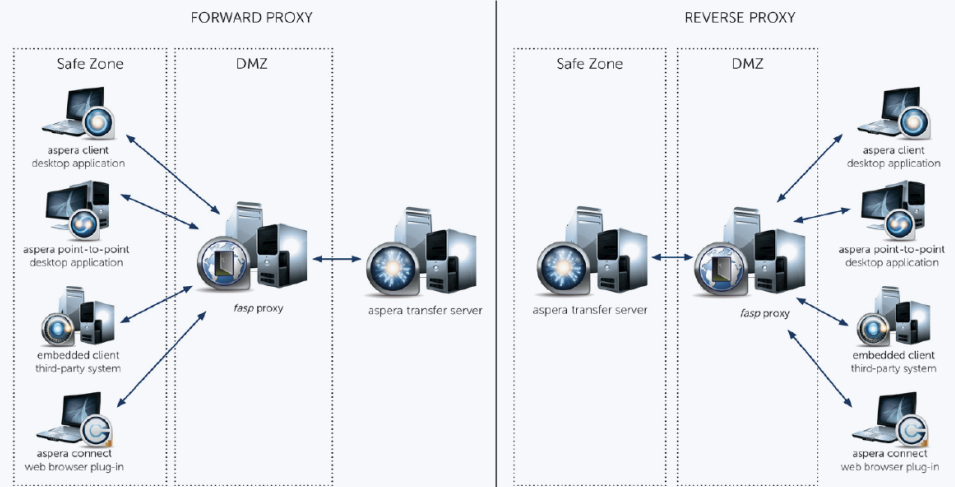 FORWARD PROXY
Safe Zone
DMZ
aspera client
desktop application
aspera point-to-point
desktop application
embedded client
third-party system
aspera connect
web browser plug-in
fasp proxy
aspera transfer server
REVERSE PROXY
Safe Zone
DMZ
aspera transfer server
fasp proxy
aspera client
desktop application
aspera point-to-point
desktop application
embedded client
third-party system
aspera connect
web browser plug-in